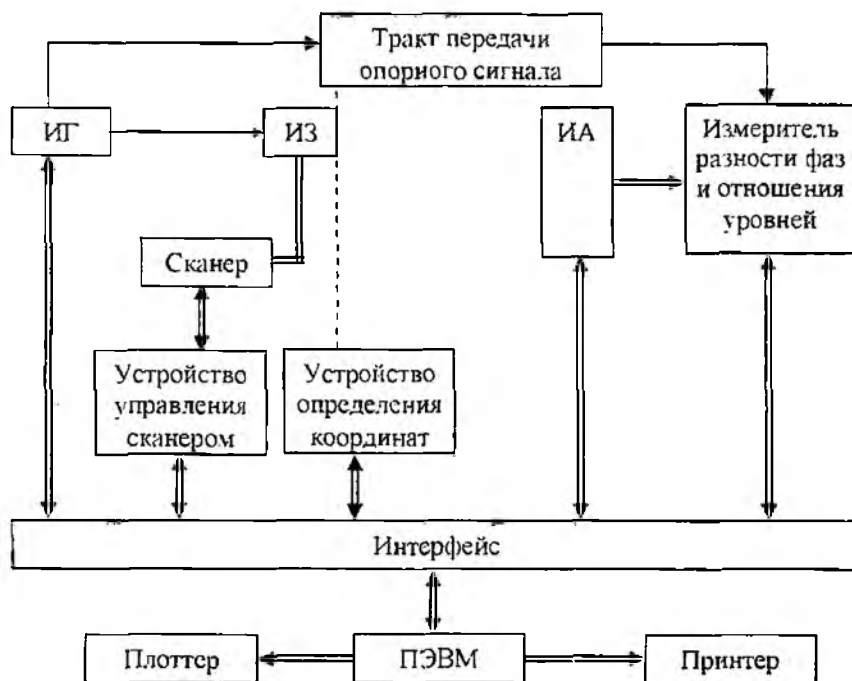 Тракт передачи
опорного сигнала
ИГ
ИЗ
ИА
Измеритель
разности фаз
и отношения
уровней
Сканер
Устройство
управления
сканером
Устройство
определения
координат
Интерфейс
Плоттер
ПЭВМ
Принтер